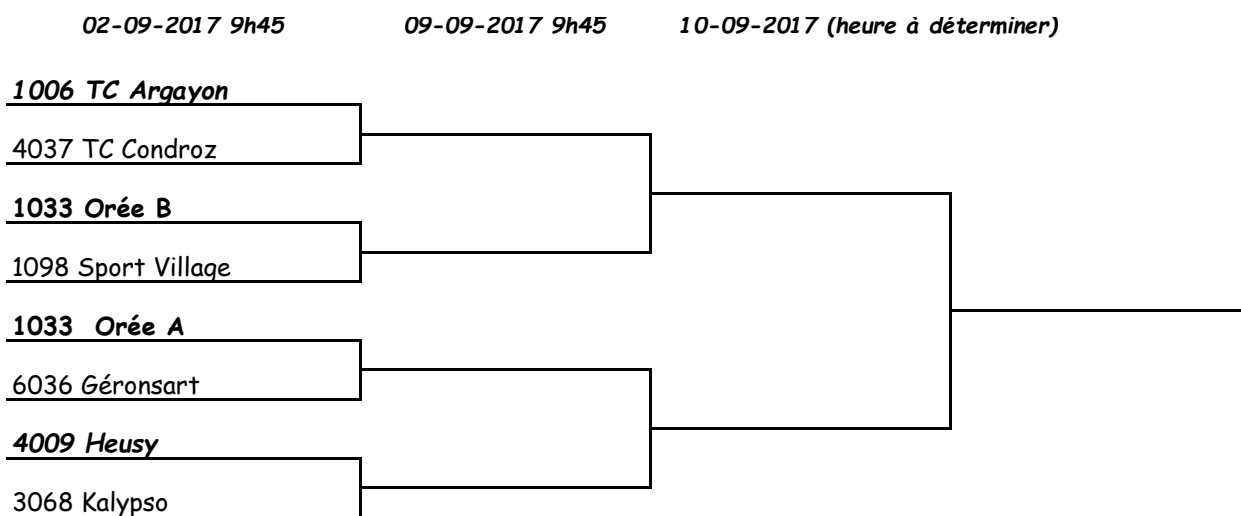 02-09-2017 9h45 09-09-2017 9h45 10-09-2017 (heure à déterminer)
1006 TC Argayon
4037 TC Condroz
1033 Orée B
1098 Sport Village
1033 Orée A
6036 Géronsart
4009 Heusy
3068 Kalypso